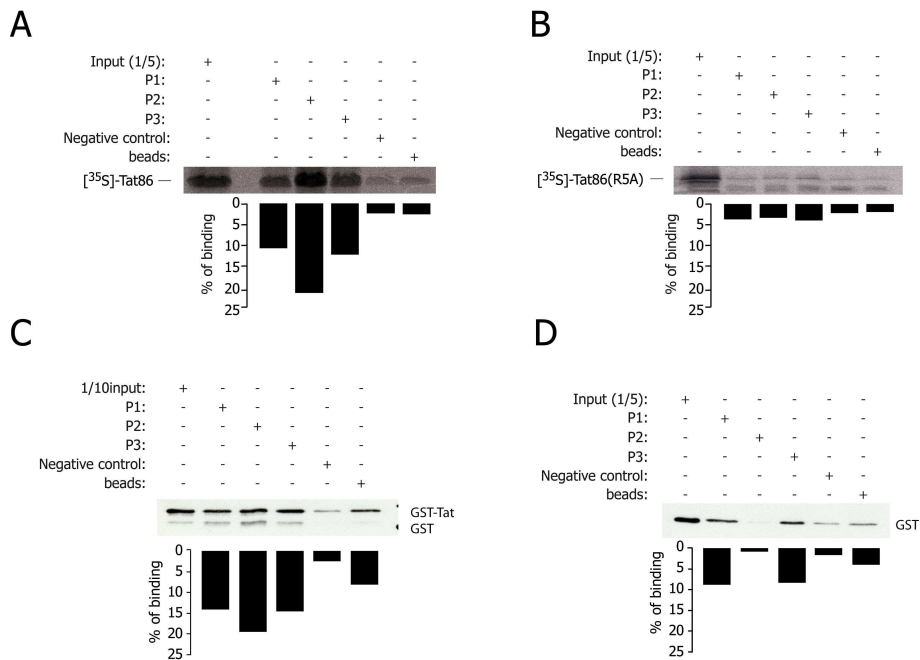 A
Input (1/5): + - - - - -
P1: - + - - - -
P2: - - + - - -
P3: - - - + - -
Negative control: - - - - + -
beads: - - - - - +
[35S]-Tat86 —
% of binding
0
5
10
15
20
25
B
Input (1/5): + - - - - -
P1: - + - - - -
P2: - - + - - -
P3: - - - + - -
Negative control: - - - - + -
beads: - - - - - +
[35S]-Tat86(R5A) —
% of binding
0
5
10
15
20
25
C
1/10input: + - - - - -
P1: - + - - - -
P2: - - + - - -
P3: - - - + - -
Negative control: - - - - + -
beads: - - - - - +
GST-Tat
GST
% of binding
0
5
10
15
20
25
D
Input (1/5): + - - - - -
P1: - + - - - -
P2: - - + - - -
P3: - - - + - -
Negative control: - - - - + -
beads: - - - - - +
GST
% of binding
0
5
10
15
20
25